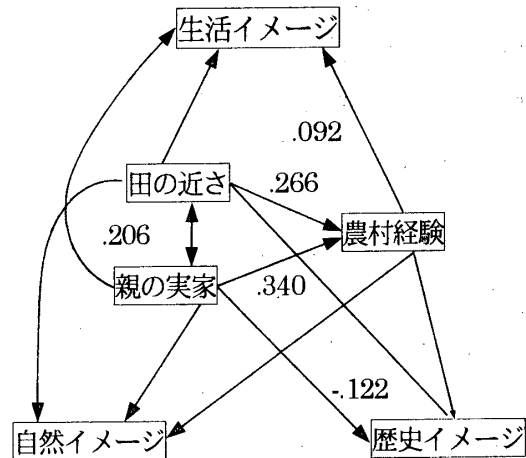 生活イメージ
.092
田の近さ
.266
.206
農村経験
親の実家
.340
-.122
自然イメージ
歴史イメージ